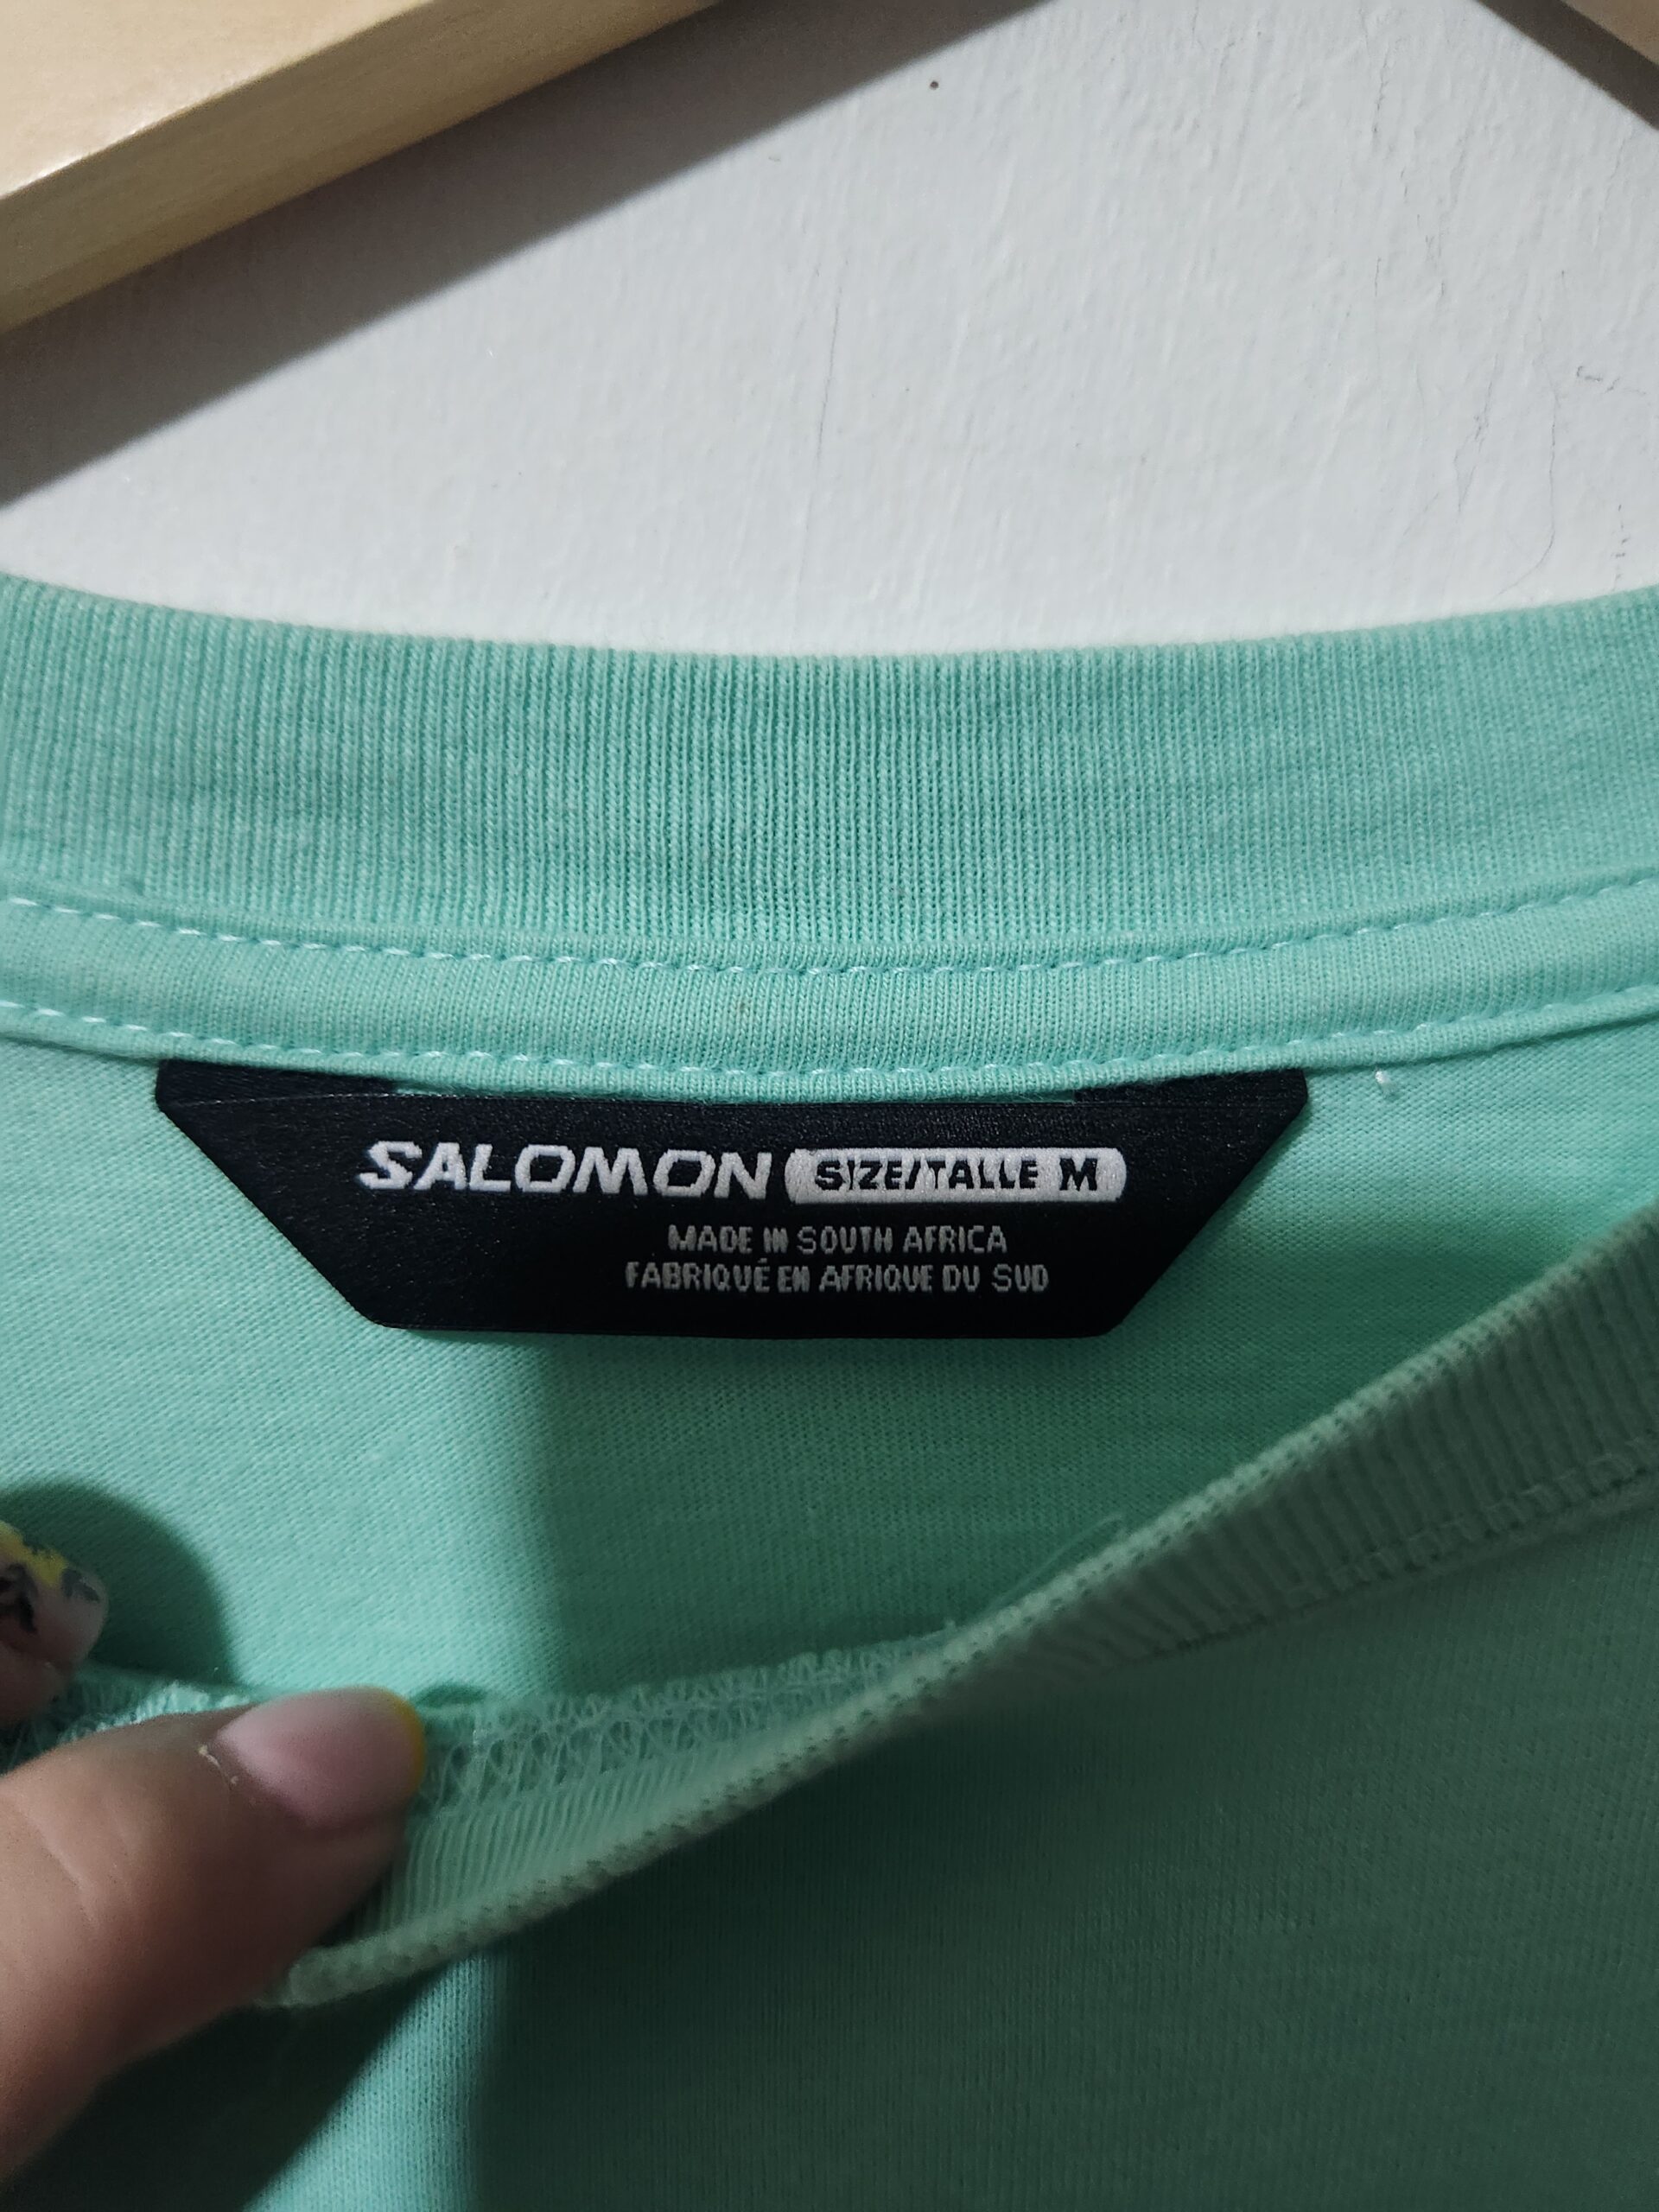 SALOMON SIZE/TALLE M
MADE IN SOUTH AFRICA
FABRIQUÉ EN AFRIQUE DU SUD